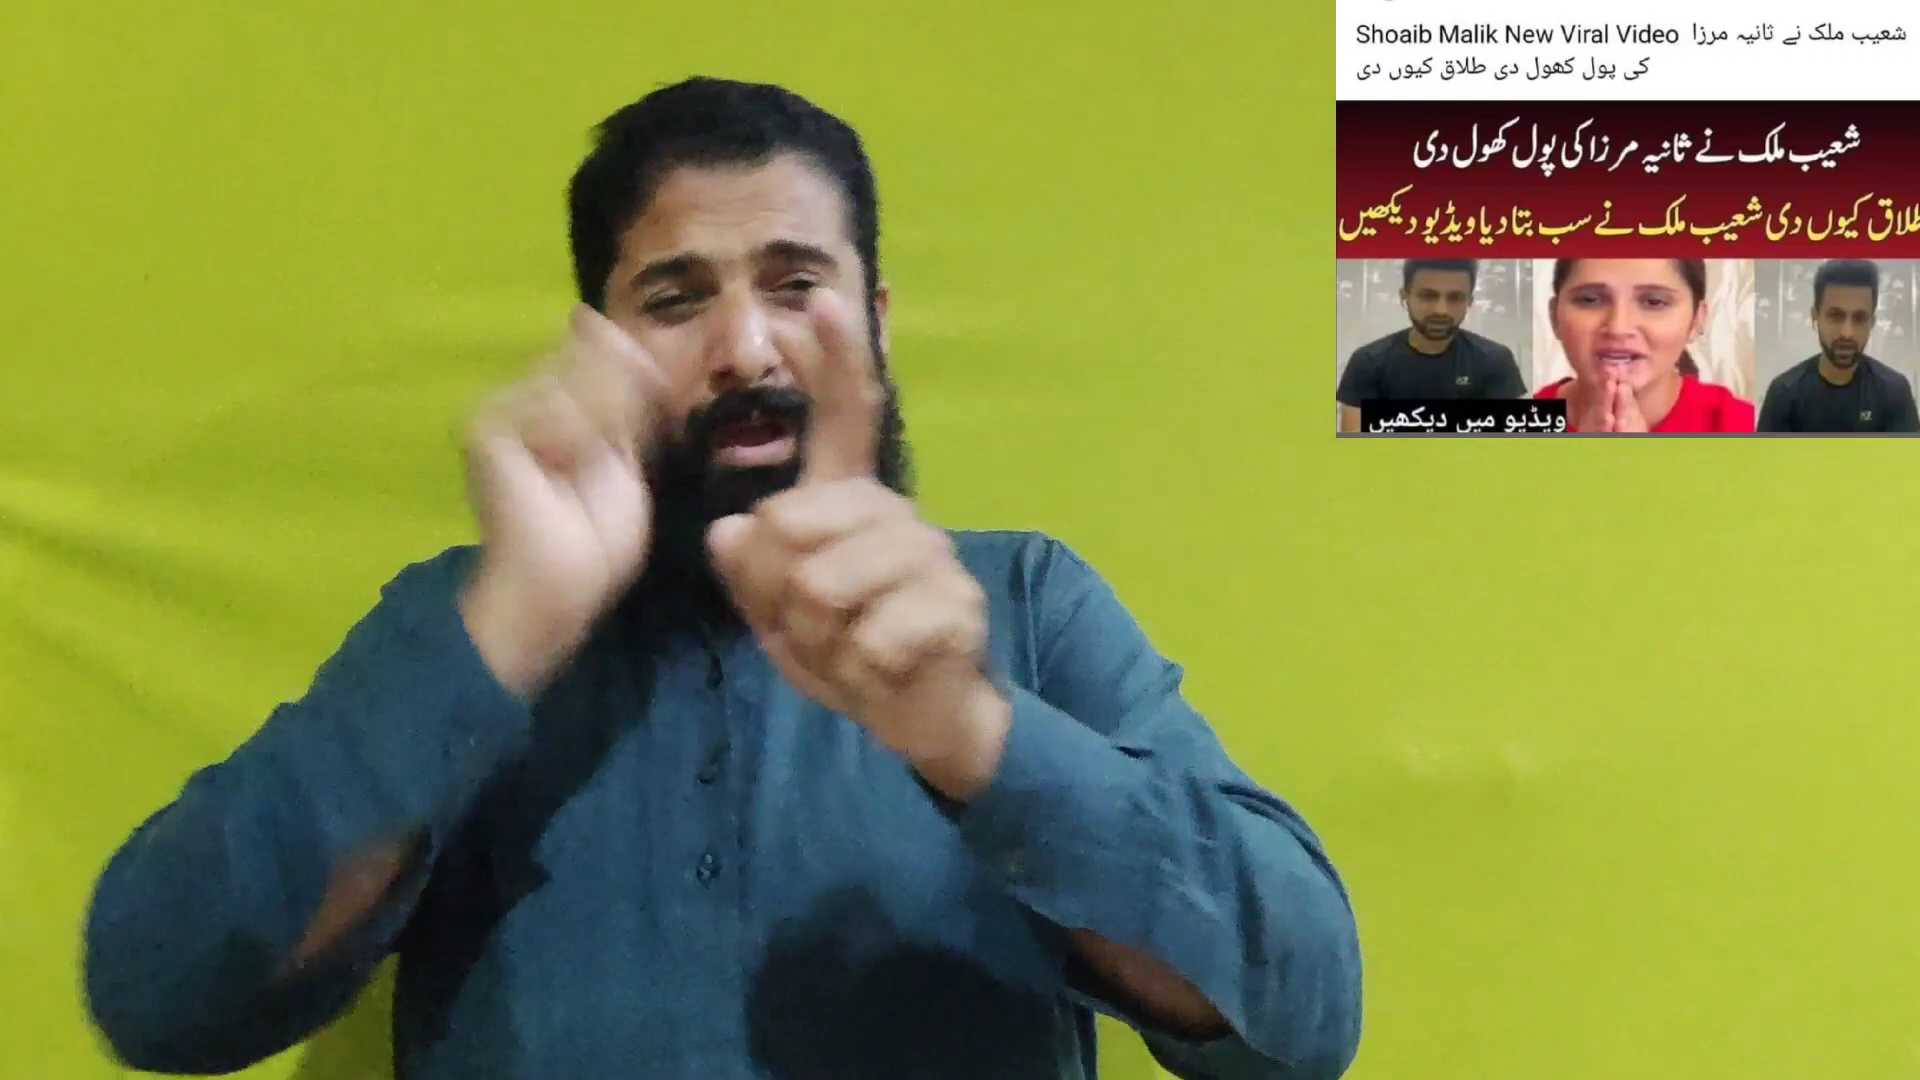 Shoaib Malik New Viral Video شعیب ملک نے ثانیہ مرزا
کی پول کھول دی طلاق کیوں دی
شعیب ملک نے ثانیہ مرزا کی پول کھول دی
طلاق کیوں دی شعیب ملک نے سب بتا دیا ویڈیو دیکھیں
ویڈیو میں دیکھیں